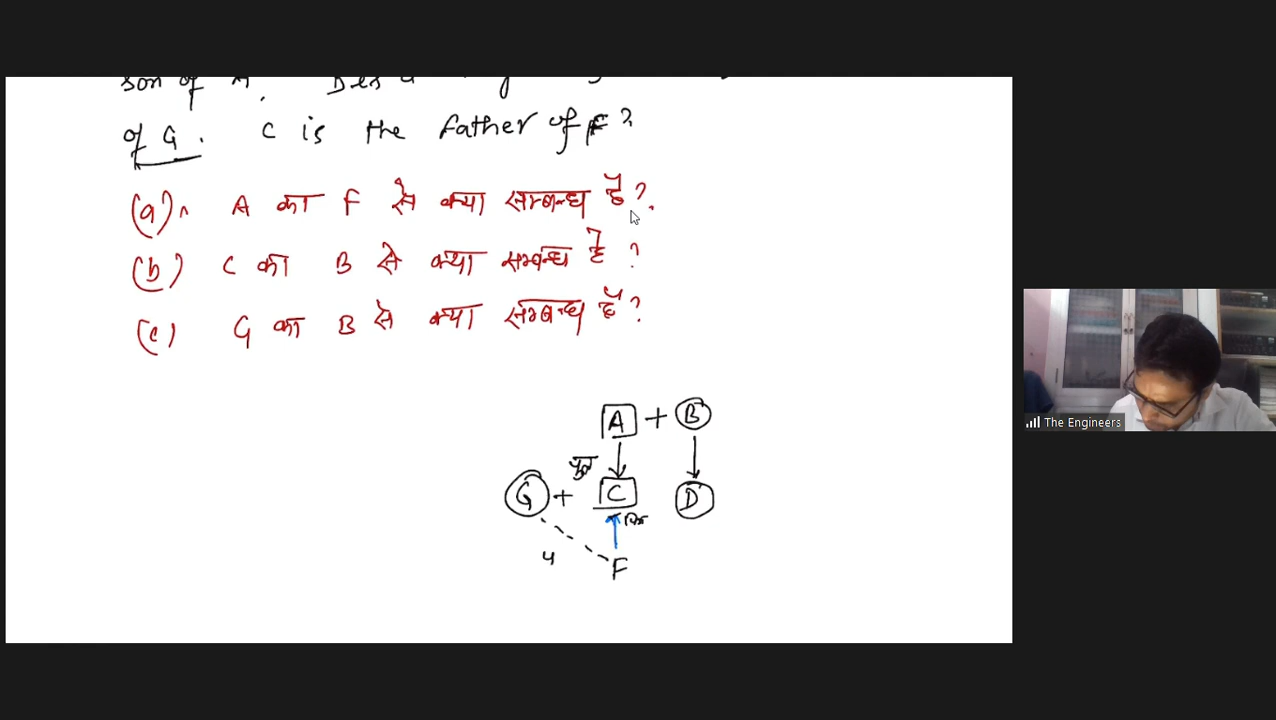 son of
of G. C is the father of F?
(a) A का F से क्या सम्बन्ध है?
(b) C का B से क्या सम्बन्ध है ?
(c) G का B से क्या सम्बन्ध है ?
A + B
पुत्र
G + C D
F
The Engineers